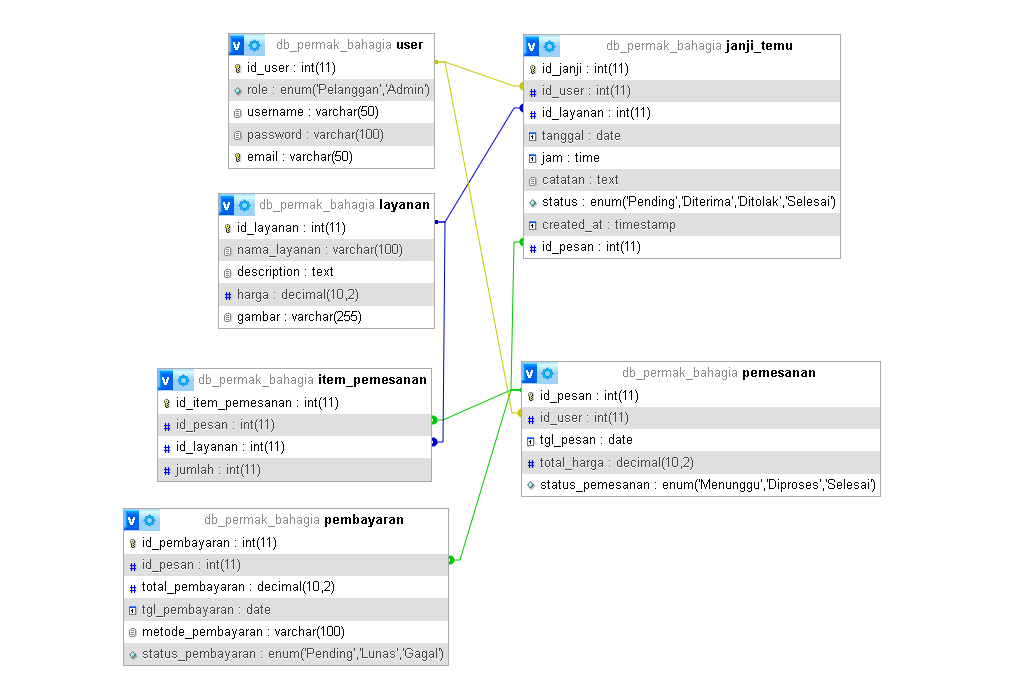 db_permak_bahagia user
id_user : int(11)
role : enum('Pelanggan','Admin')
username : varchar(50)
password : varchar(100)
email : varchar(50)
db_permak_bahagia layanan
id_layanan : int(11)
nama_layanan : varchar(100)
description : text
harga : decimal(10,2)
gambar : varchar(255)
db_permak_bahagia item_pemesanan
id_item_pemesanan : int(11)
id_pesan : int(11)
id_layanan : int(11)
jumlah : int(11)
db_permak_bahagia pembayaran
id_pembayaran : int(11)
id_pesan : int(11)
total_pembayaran : decimal(10,2)
tgl_pembayaran : date
metode_pembayaran : varchar(100)
status_pembayaran : enum('Pending','Lunas','Gagal')
db_permak_bahagia janji_temu
id_janji : int(11)
id_user : int(11)
id_layanan : int(11)
tanggal : date
jam : time
catatan : text
status : enum('Pending','Diterima','Ditolak','Selesai')
created_at : timestamp
id_pesan : int(11)
db_permak_bahagia pemesanan
id_pesan : int(11)
id_user : int(11)
tgl_pesan : date
total_harga : decimal(10,2)
status_pemesanan : enum('Menunggu','Diproses','Selesai')